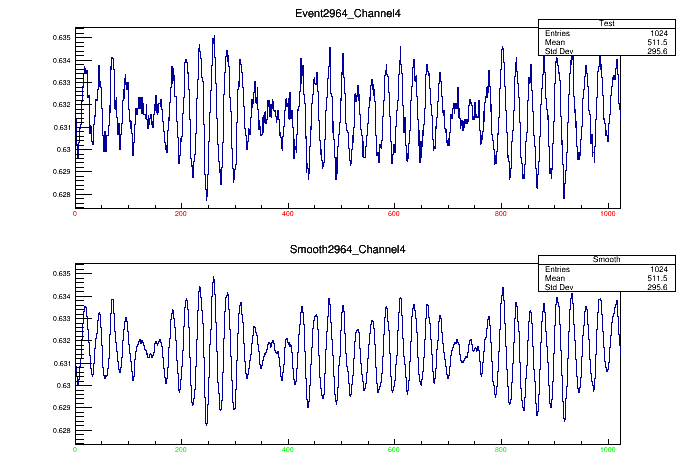 Event2964_Channel4
Test
Entries 1024
Mean 511.5
Std Dev 295.6
0.635
0.634
0.633
0.632
0.631
0.63
0.629
0.628
0 200 400 600 800 1000
Smooth2964_Channel4
Smooth
Entries 1024
Mean 511.5
Std Dev 295.6
0.635
0.634
0.633
0.632
0.631
0.63
0.629
0.628
0 200 400 600 800 1000